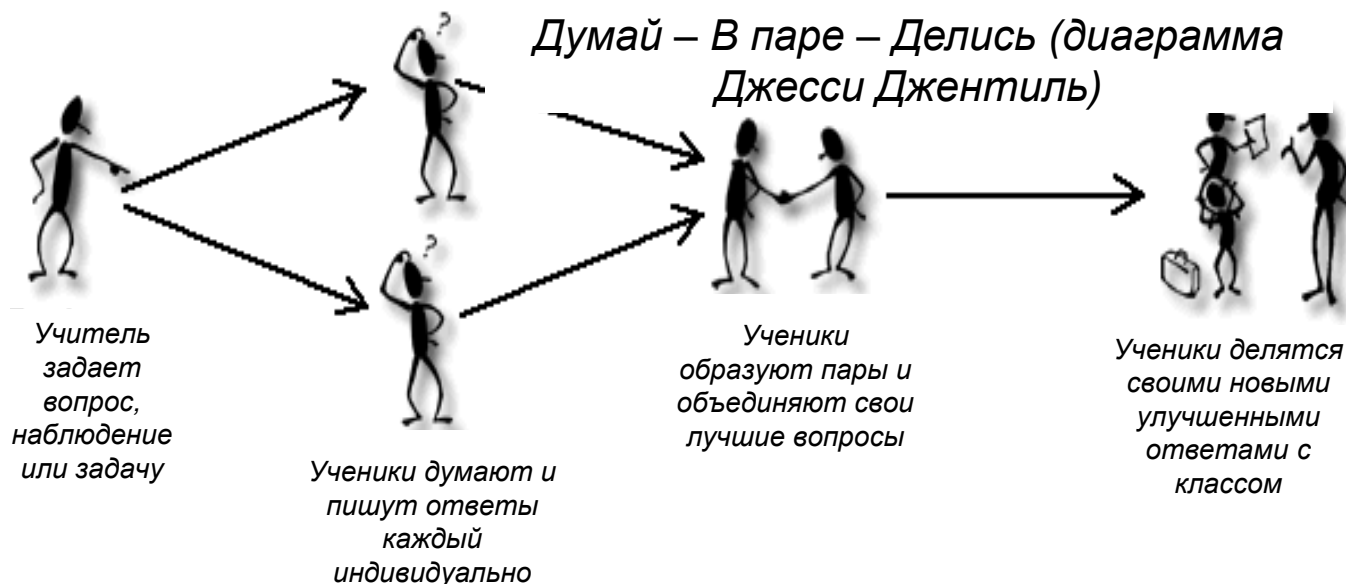 Думай – В паре – Делись (диаграмма
Джесси Джентиль)
?
?
Учитель
задает
вопрос,
наблюдение
или задачу
Ученики думают и
пишут ответы
каждый
индивидуально
Ученики
образуют пары и
объединяют свои
лучшие вопросы
Ученики делятся
своими новыми
улучшенными
ответами с
классом